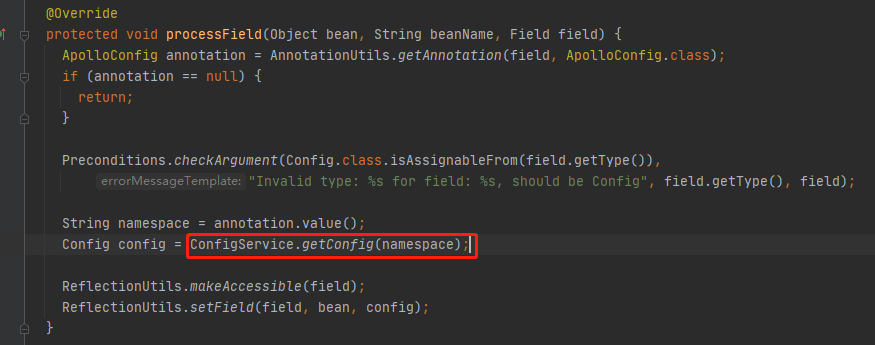 @Override
protected void processField(Object bean, String beanName, Field field) {
ApolloConfig annotation = AnnotationUtils.getAnnotation(field, ApolloConfig.class);
if (annotation == null) {
return;
}
Preconditions.checkArgument(Config.class.isAssignableFrom(field.getType()),
errorMessageTemplate: "Invalid type: %s for field: %s, should be Config", field.getType(), field);
String namespace = annotation.value();
Config config = ConfigService.getConfig(namespace);
ReflectionUtils.makeAccessible(field);
ReflectionUtils.setField(field, bean, config);
}